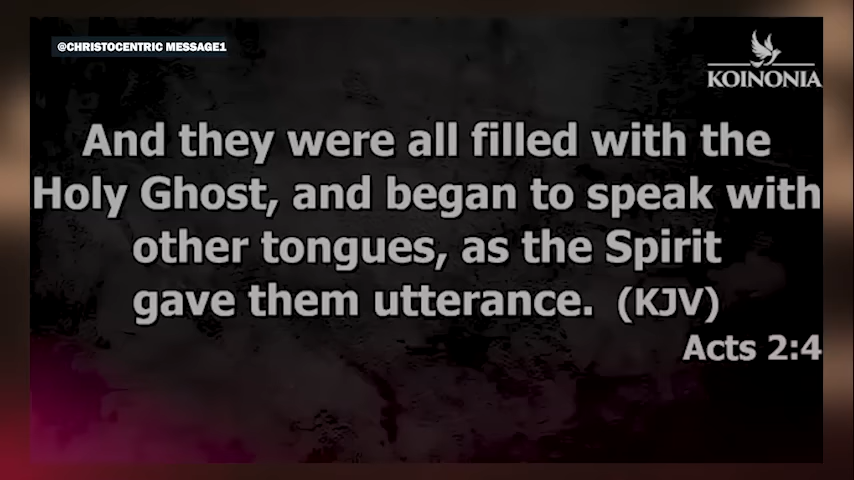 @CHRISTOCENTRIC MESSAGE1
KOINONIA
And they were all filled with the
Holy Ghost, and began to speak with
other tongues, as the Spirit
gave them utterance. (KJV)
Acts 2:4